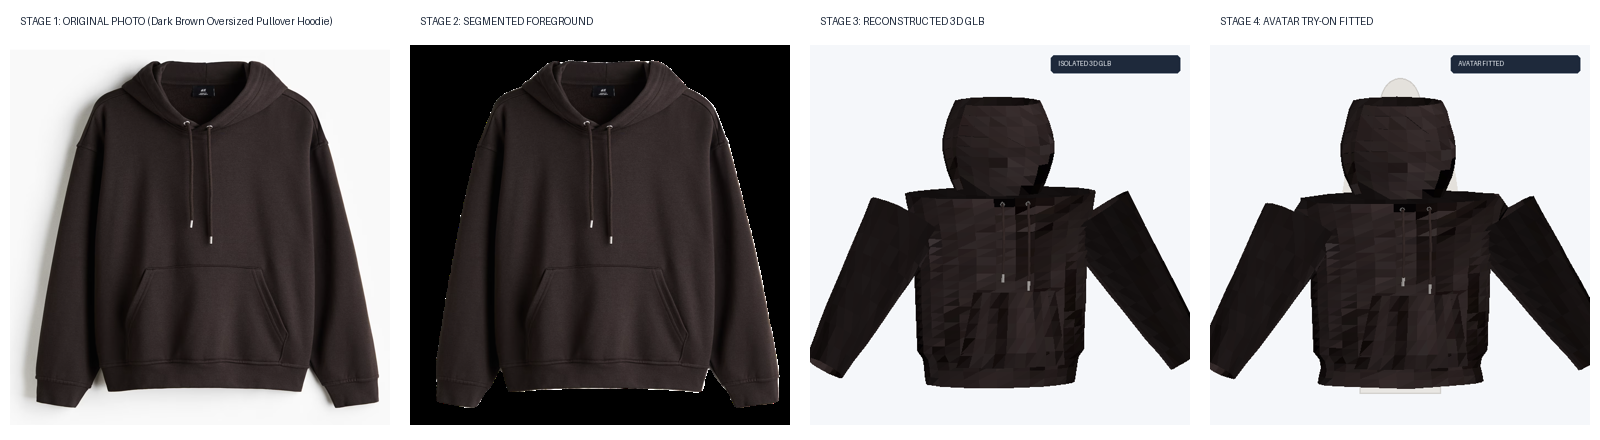 STAGE 1: ORIGINAL PHOTO (Dark Brown Oversized Pullover Hoodie)
STAGE 2: SEGMENTED FOREGROUND
STAGE 3: RECONSTRUCTED 3D GLB
STAGE 4: AVATAR TRY-ON FITTED
ISOLATED 3D GLB
AVATAR FITTED